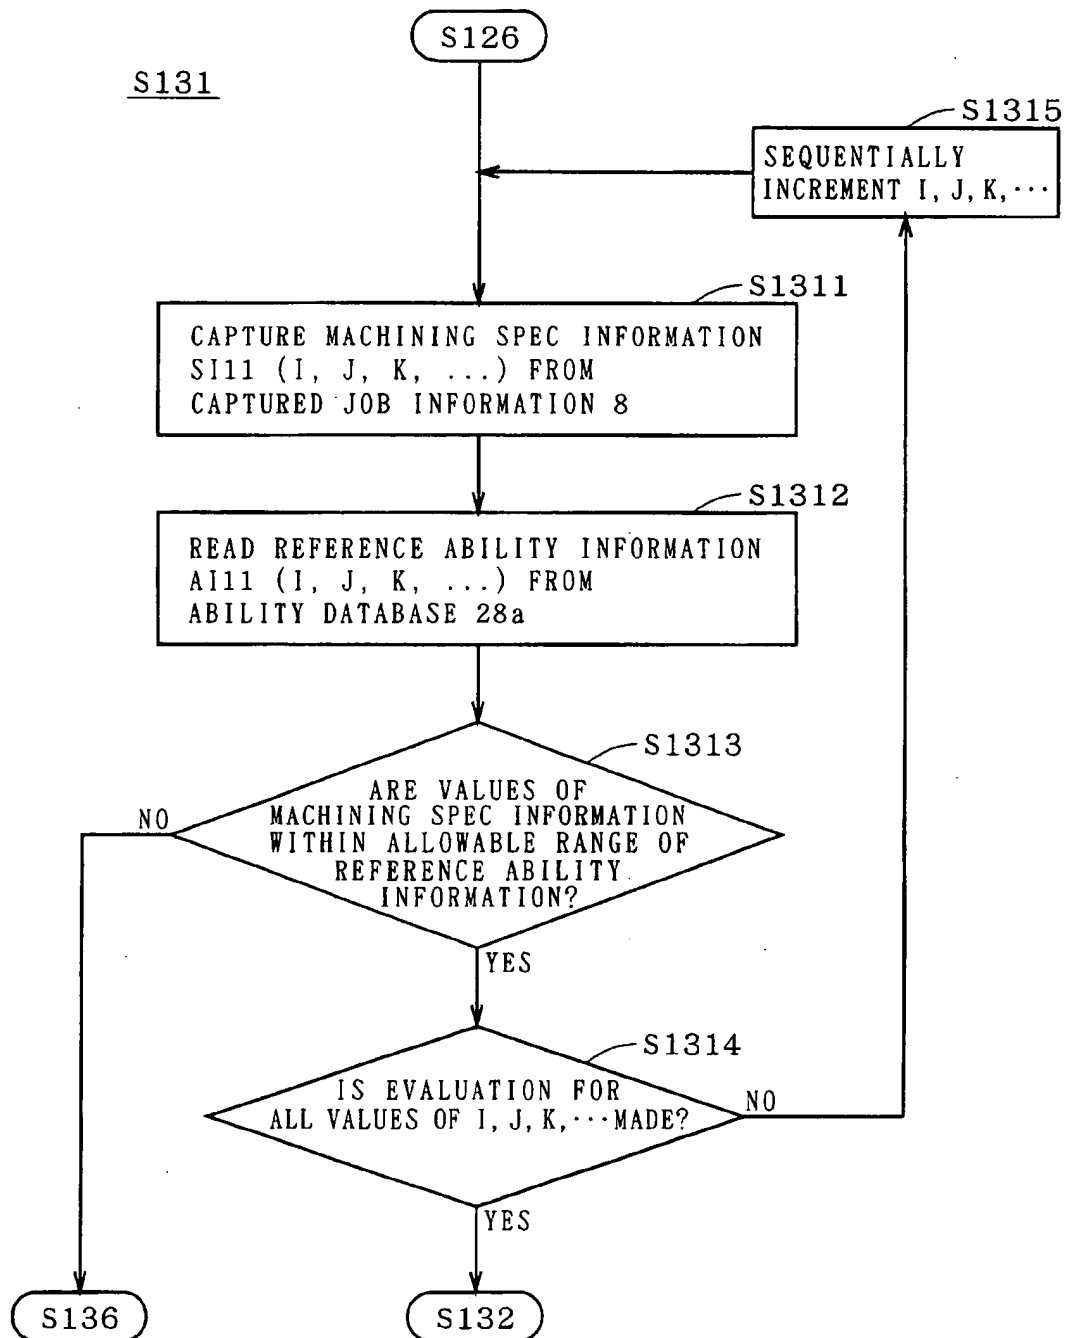 S126
S131
S1315
SEQUENTIALLY
INCREMENT I, J, K, ···
S1311
CAPTURE MACHINING SPEC INFORMATION
SI11 (I, J, K, ...) FROM
CAPTURED JOB INFORMATION 8
S1312
READ REFERENCE ABILITY INFORMATION
AI11 (I, J, K, ...) FROM
ABILITY DATABASE 28a
S1313
ARE VALUES OF
MACHINING SPEC INFORMATION
WITHIN ALLOWABLE RANGE OF
REFERENCE ABILITY
INFORMATION?
NO
YES
S1314
IS EVALUATION FOR
ALL VALUES OF I, J, K, ··· MADE?
NO
YES
S136
S132